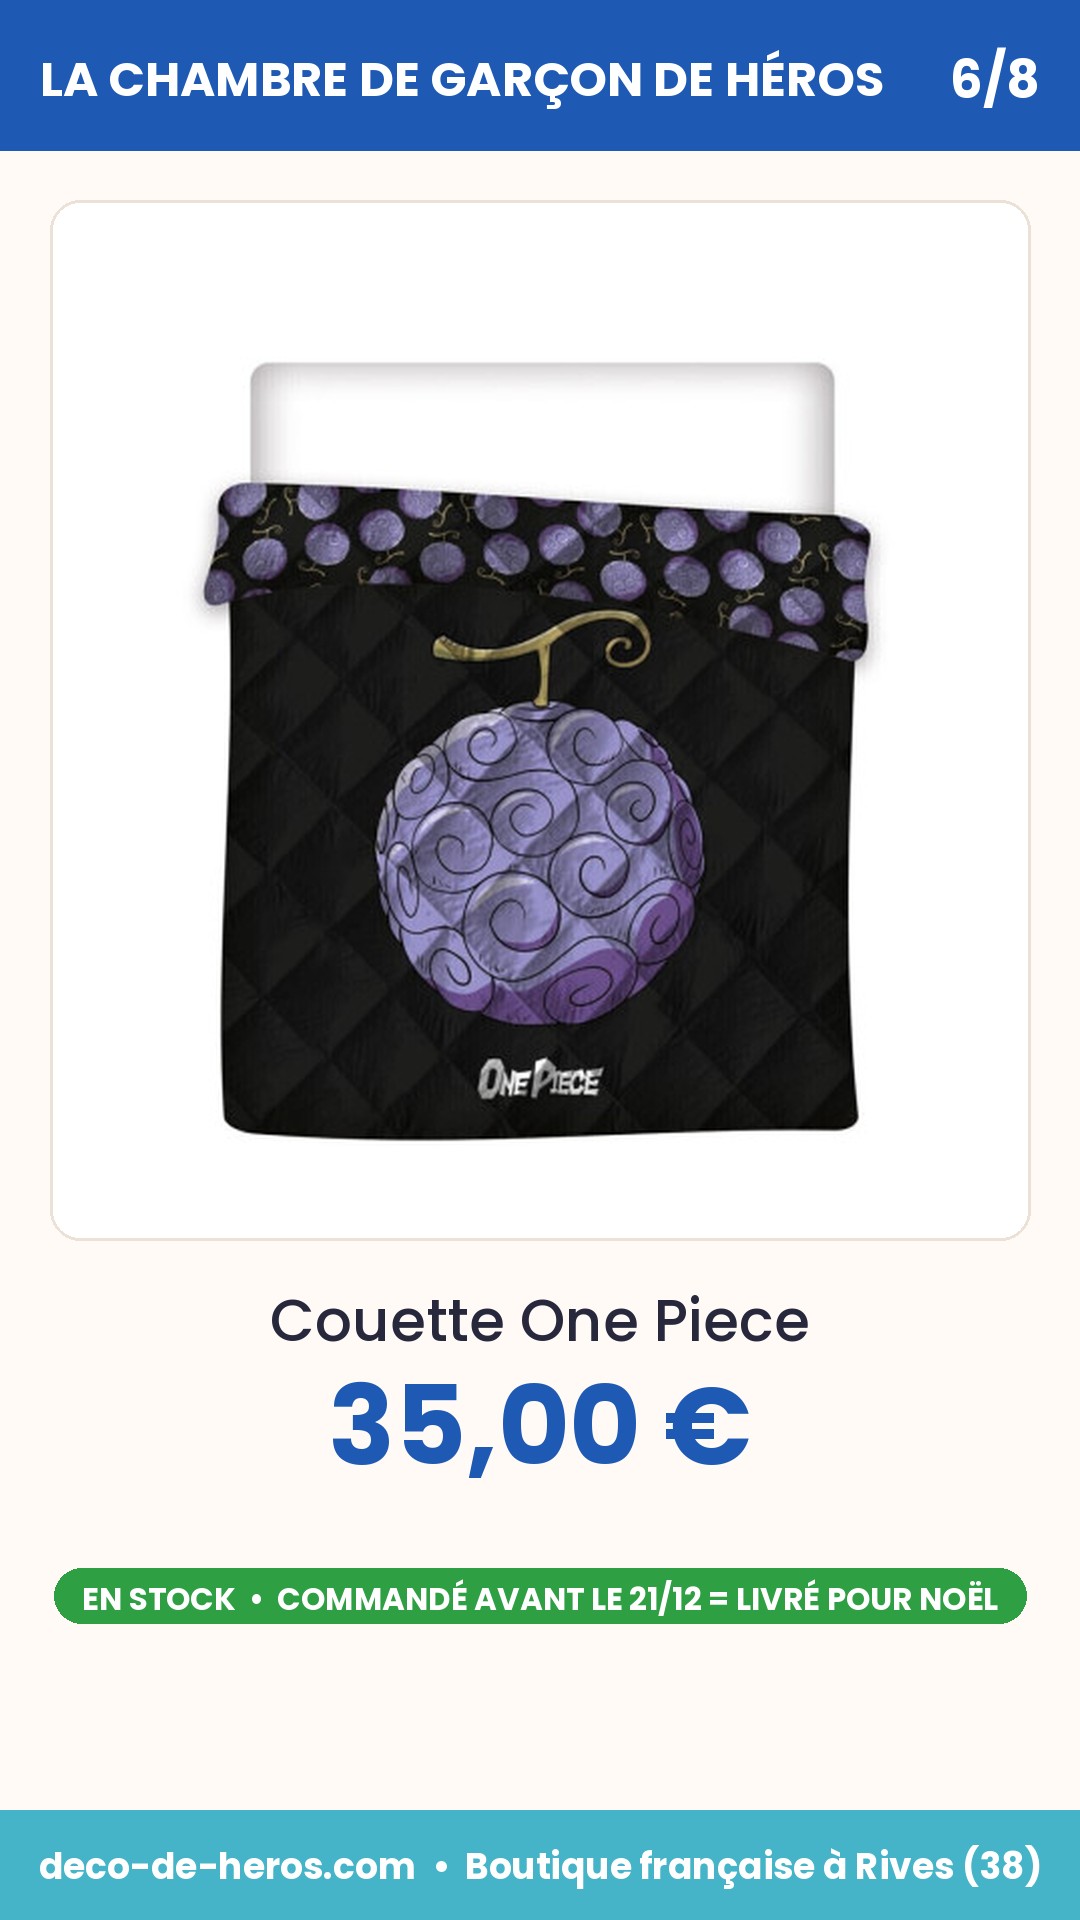 LA CHAMBRE DE GARÇON DE HÉROS 6/8
ONE PIECE
Couette One Piece
35,00 €
EN STOCK • COMMANDÉ AVANT LE 21/12 = LIVRÉ POUR NOËL
deco-de-heros.com • Boutique française à Rives (38)